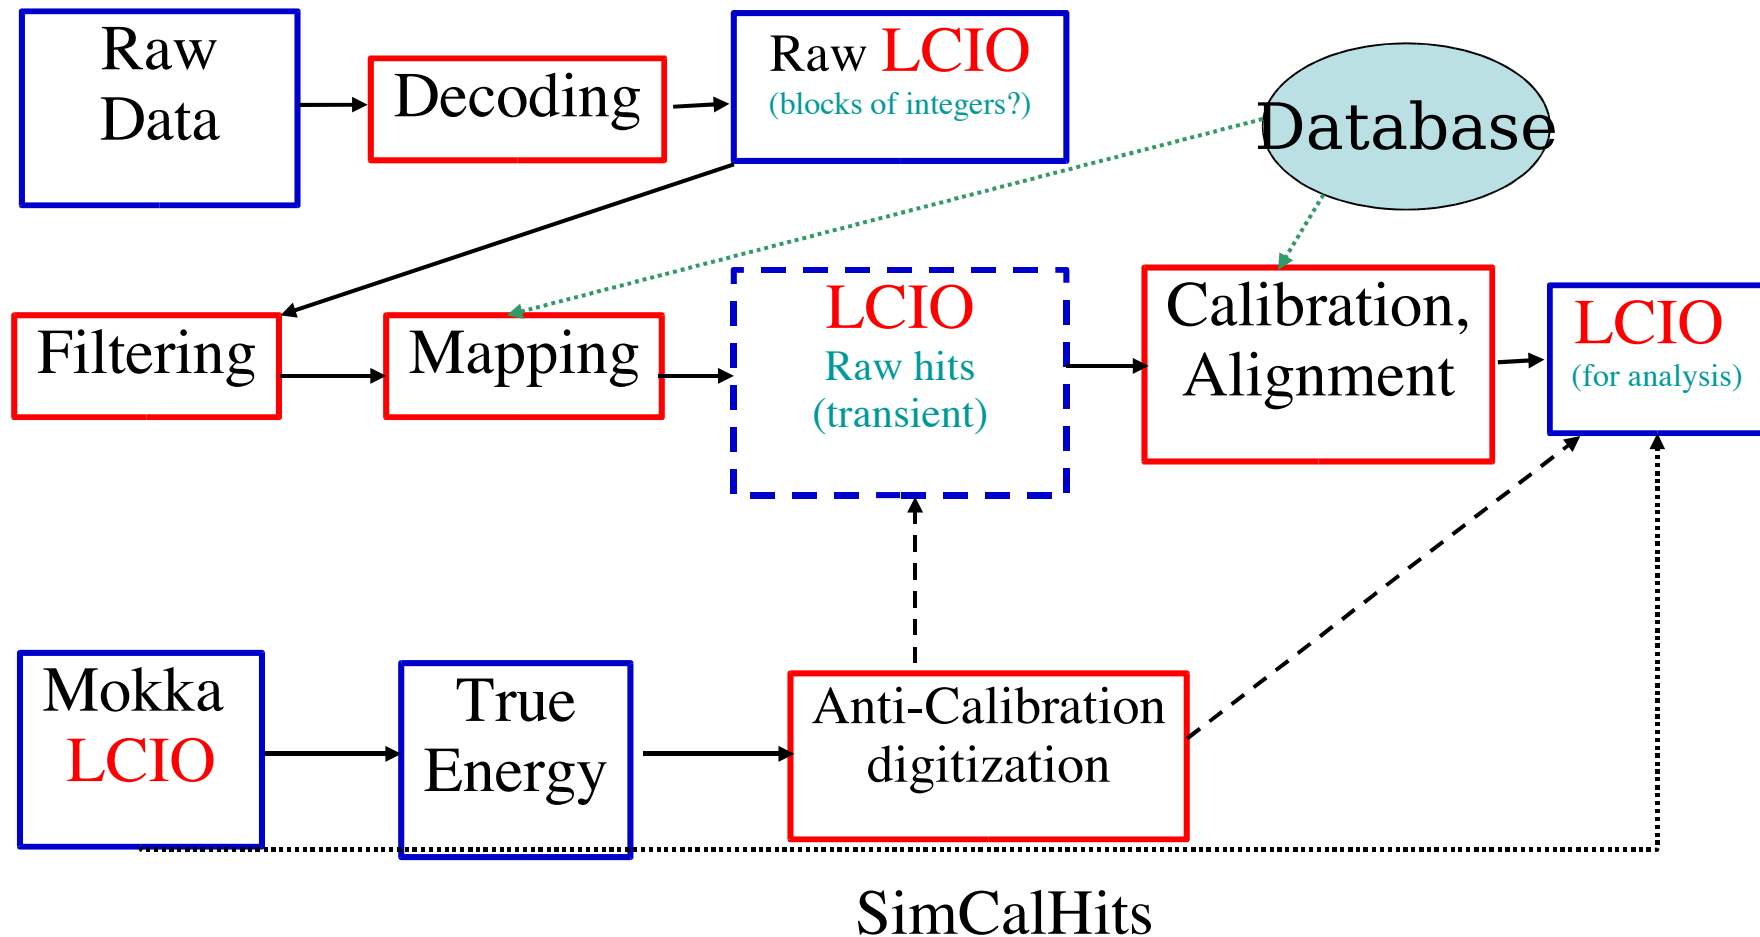 Raw
Data
Decoding
Raw LCIO
(blocks of integers?)
Database
Filtering
Mapping
LCIO
Raw hits
(transient)
Calibration,
Alignment
LCIO
(for analysis)
Mokka
LCIO
True
Energy
Anti-Calibration
digitization
SimCalHits